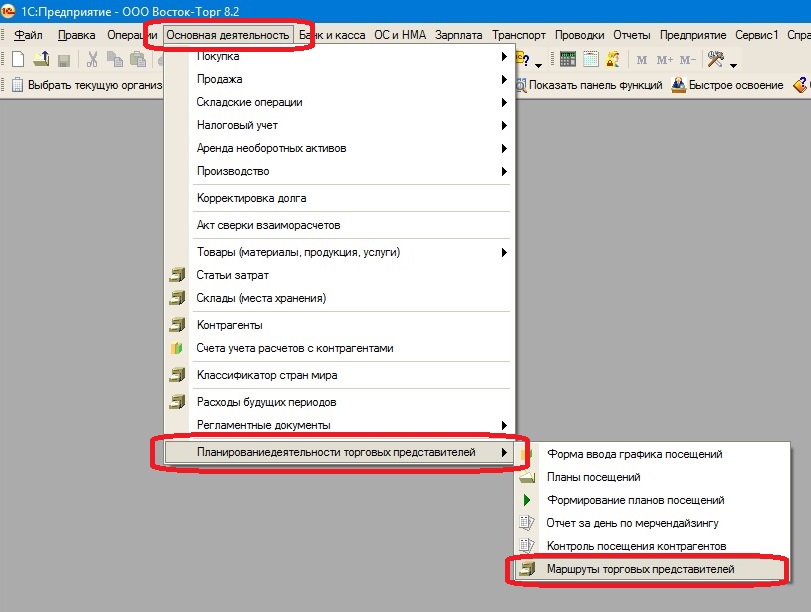 1С:Предприятие - ООО Восток-Торг 8.2
Файл Правка Операции Основная деятельность Банк и касса ОС и НМА Зарплата Транспорт Проводки Отчеты Предприятие Сервис1
M M+ M-
Выбрать текущую Показать панель функций Быстрое освоение
Покупка
Продажа
Складские операции
Налоговый учет
Аренда необоротных активов
Производство
Корректировка долга
Акт сверки взаиморасчетов
Товары (материалы, продукция, услуги)
Статьи затрат
Склады (места хранения)
Контрагенты
Счета учета расчетов с контрагентами
Классификатор стран мира
Расходы будущих периодов
Регламентные документы
Планированиедеятельности торговых представителей
Форма ввода графика посещений
Планы посещений
Формирование планов посещений
Отчет за день по мерчендайзингу
Контроль посещения контрагентов
Маршруты торговых представителей